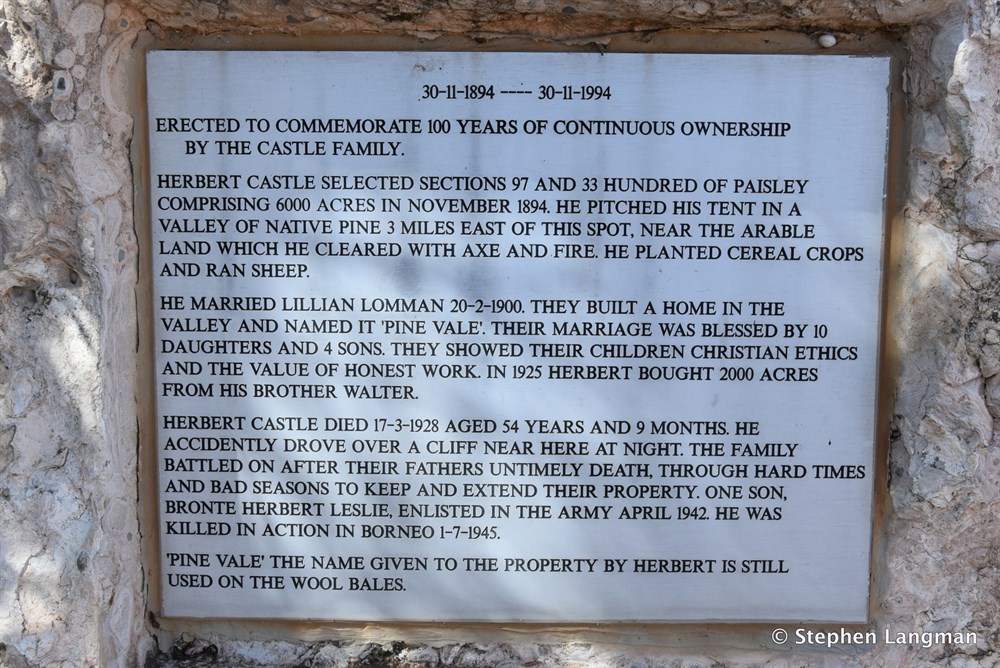 30-11-1894 ---- 30-11-1994
ERECTED TO COMMEMORATE 100 YEARS OF CONTINUOUS OWNERSHIP
BY THE CASTLE FAMILY.
HERBERT CASTLE SELECTED SECTIONS 97 AND 33 HUNDRED OF PAISLEY
COMPRISING 6000 ACRES IN NOVEMBER 1894. HE PITCHED HIS TENT IN A
VALLEY OF NATIVE PINE 3 MILES EAST OF THIS SPOT, NEAR THE ARABLE
LAND WHICH HE CLEARED WITH AXE AND FIRE. HE PLANTED CEREAL CROPS
AND RAN SHEEP.
HE MARRIED LILLIAN LOMMAN 20-2-1900. THEY BUILT A HOME IN THE
VALLEY AND NAMED IT 'PINE VALE'. THEIR MARRIAGE WAS BLESSED BY 10
DAUGHTERS AND 4 SONS. THEY SHOWED THEIR CHILDREN CHRISTIAN ETHICS
AND THE VALUE OF HONEST WORK. IN 1925 HERBERT BOUGHT 2000 ACRES
FROM HIS BROTHER WALTER.
HERBERT CASTLE DIED 17-3-1928 AGED 54 YEARS AND 9 MONTHS. HE
ACCIDENTLY DROVE OVER A CLIFF NEAR HERE AT NIGHT. THE FAMILY
BATTLED ON AFTER THEIR FATHERS UNTIMELY DEATH, THROUGH HARD TIMES
AND BAD SEASONS TO KEEP AND EXTEND THEIR PROPERTY. ONE SON,
BRONTE HERBERT LESLIE, ENLISTED IN THE ARMY APRIL 1942. HE WAS
KILLED IN ACTION IN BORNEO 1-7-1945.
'PINE VALE' THE NAME GIVEN TO THE PROPERTY BY HERBERT IS STILL
USED ON THE WOOL BALES.
© Stephen Langman